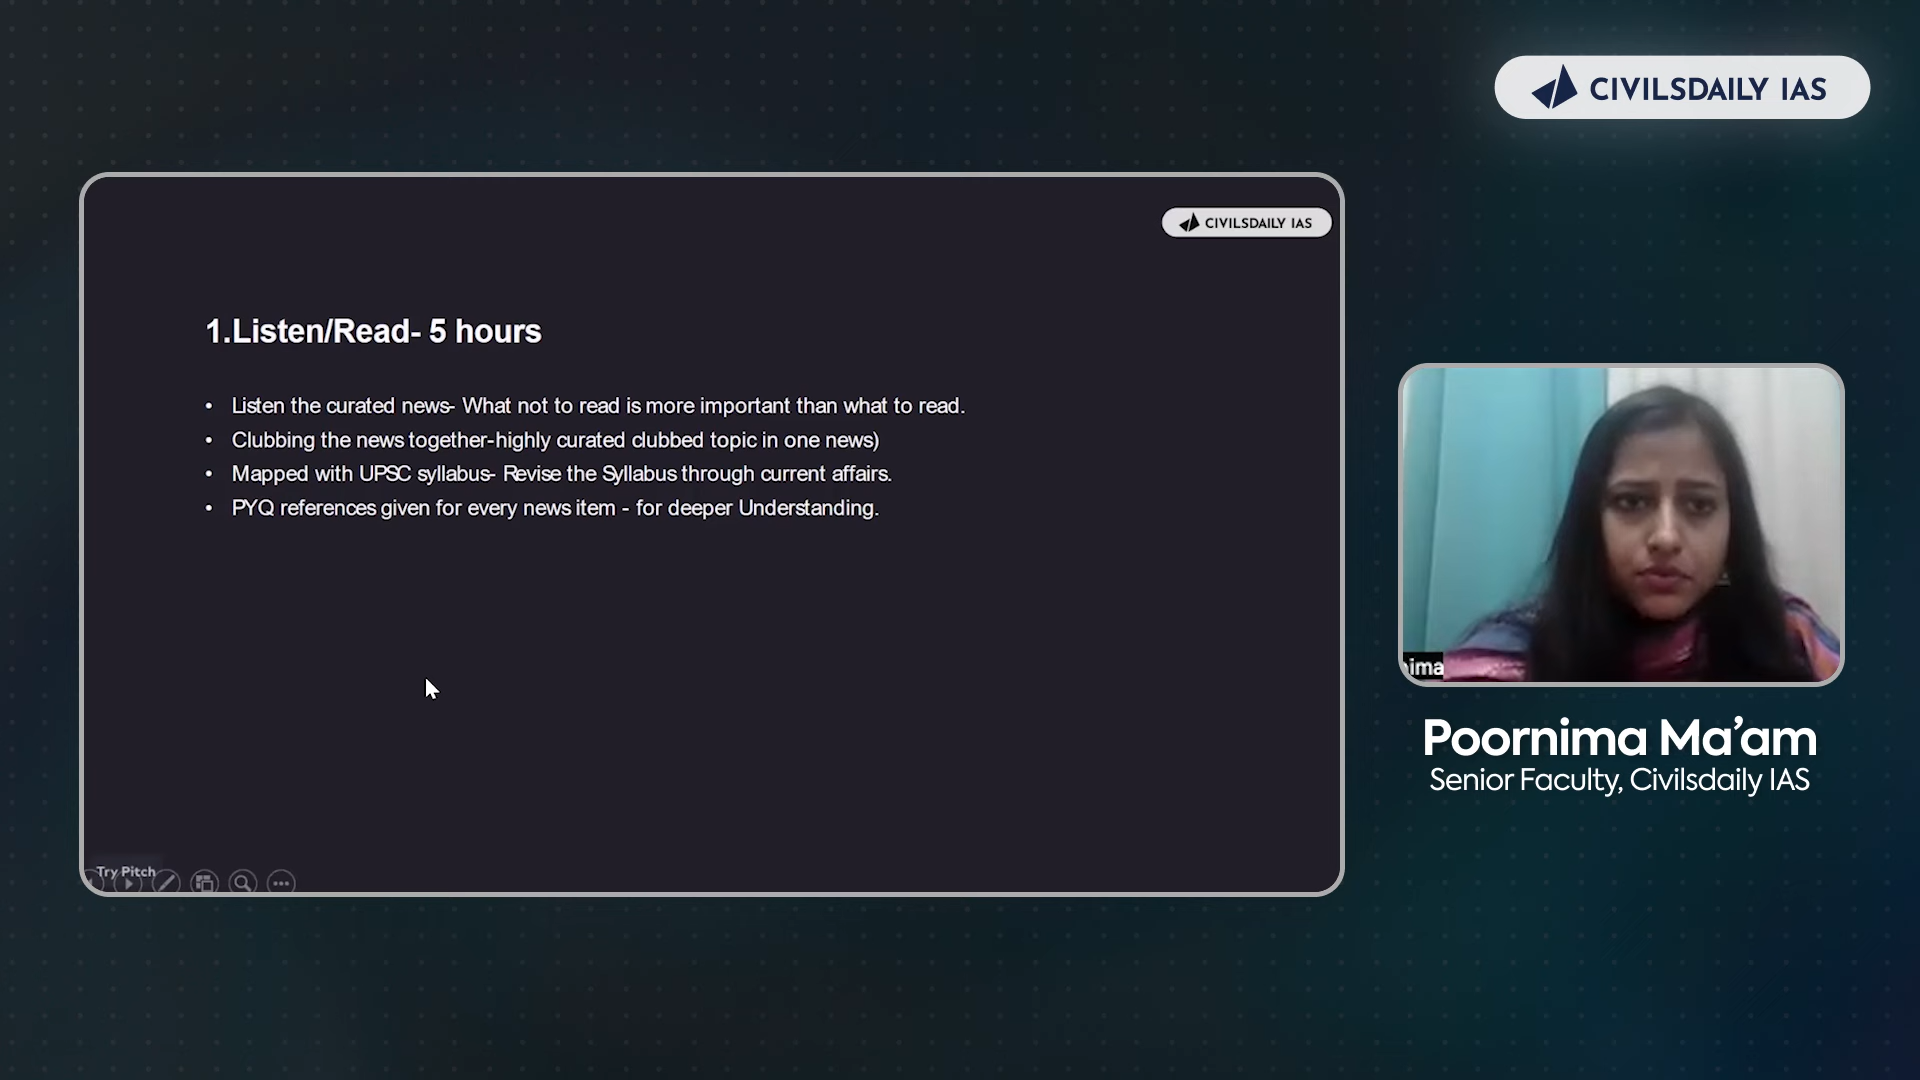 CIVILSDAILY IAS
CIVILSDAILY IAS
1.Listen/Read- 5 hours
• Listen the curated news- What not to read is more important than what to read.
• Clubbing the news together-highly curated clubbed topic in one news)
• Mapped with UPSC syllabus- Revise the Syllabus through current affairs.
• PYQ references given for every news item - for deeper Understanding.
Try Pitch
nima
Poornima Ma'am
Senior Faculty, Civilsdaily IAS